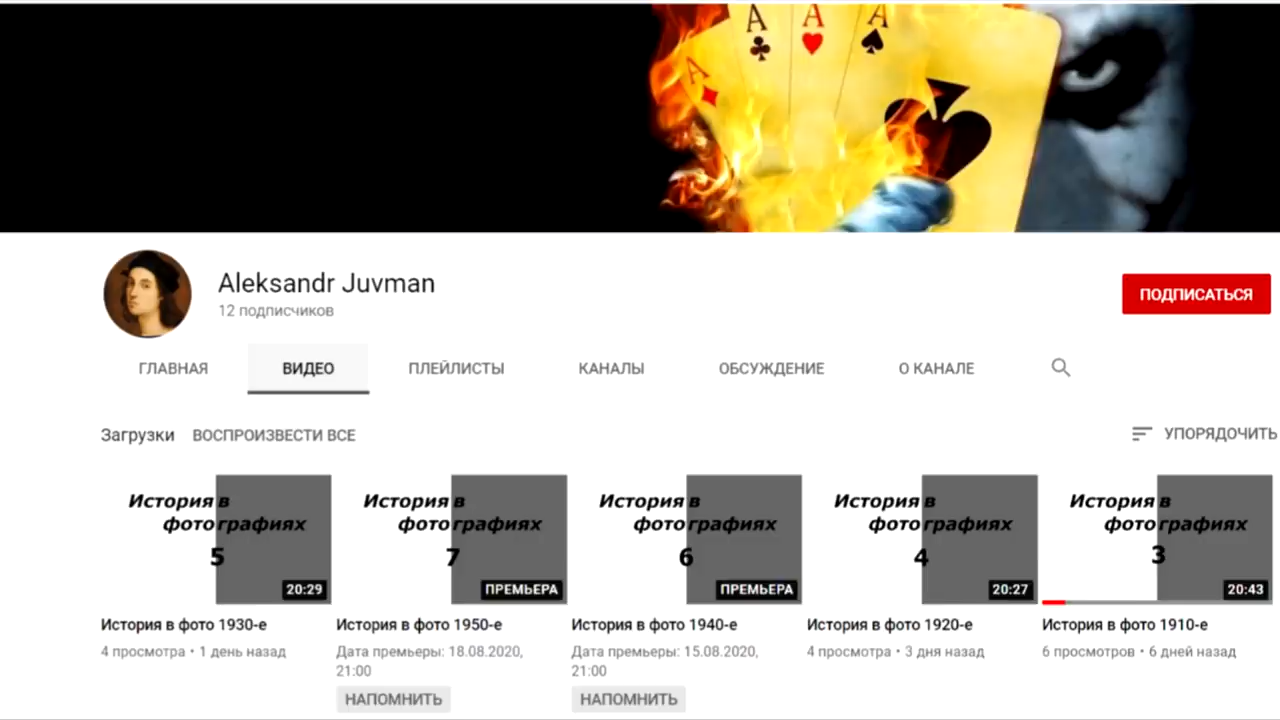 A A A A
Aleksandr Juvman
12 подписчиков
ПОДПИСАТЬСЯ
ГЛАВНАЯ ВИДЕО ПЛЕЙЛИСТЫ КАНАЛЫ ОБСУЖДЕНИЕ О КАНАЛЕ
Загрузки ВОСПРОИЗВЕСТИ ВСЕ УПОРЯДОЧИТЬ
История в
фотографиях
5
20:29
История в фото 1930-е
4 просмотра • 1 день назад
История в
фотографиях
7
ПРЕМЬЕРА
История в фото 1950-е
Дата премьеры: 18.08.2020,
21:00
НАПОМНИТЬ
История в
фотографиях
6
ПРЕМЬЕРА
История в фото 1940-е
Дата премьеры: 15.08.2020,
21:00
НАПОМНИТЬ
История в
фотографиях
4
20:27
История в фото 1920-е
4 просмотра • 3 дня назад
История в
фотографиях
3
20:43
История в фото 1910-е
6 просмотров • 6 дней назад